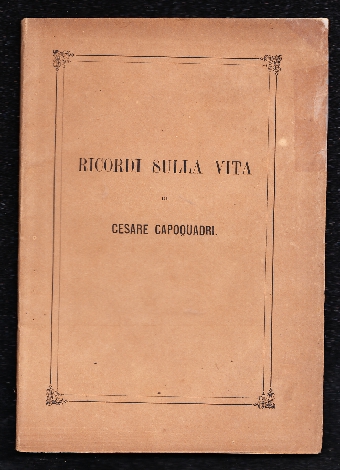 RICORDI SULLA VITA
DI
CESARE CAPOQUADRI.